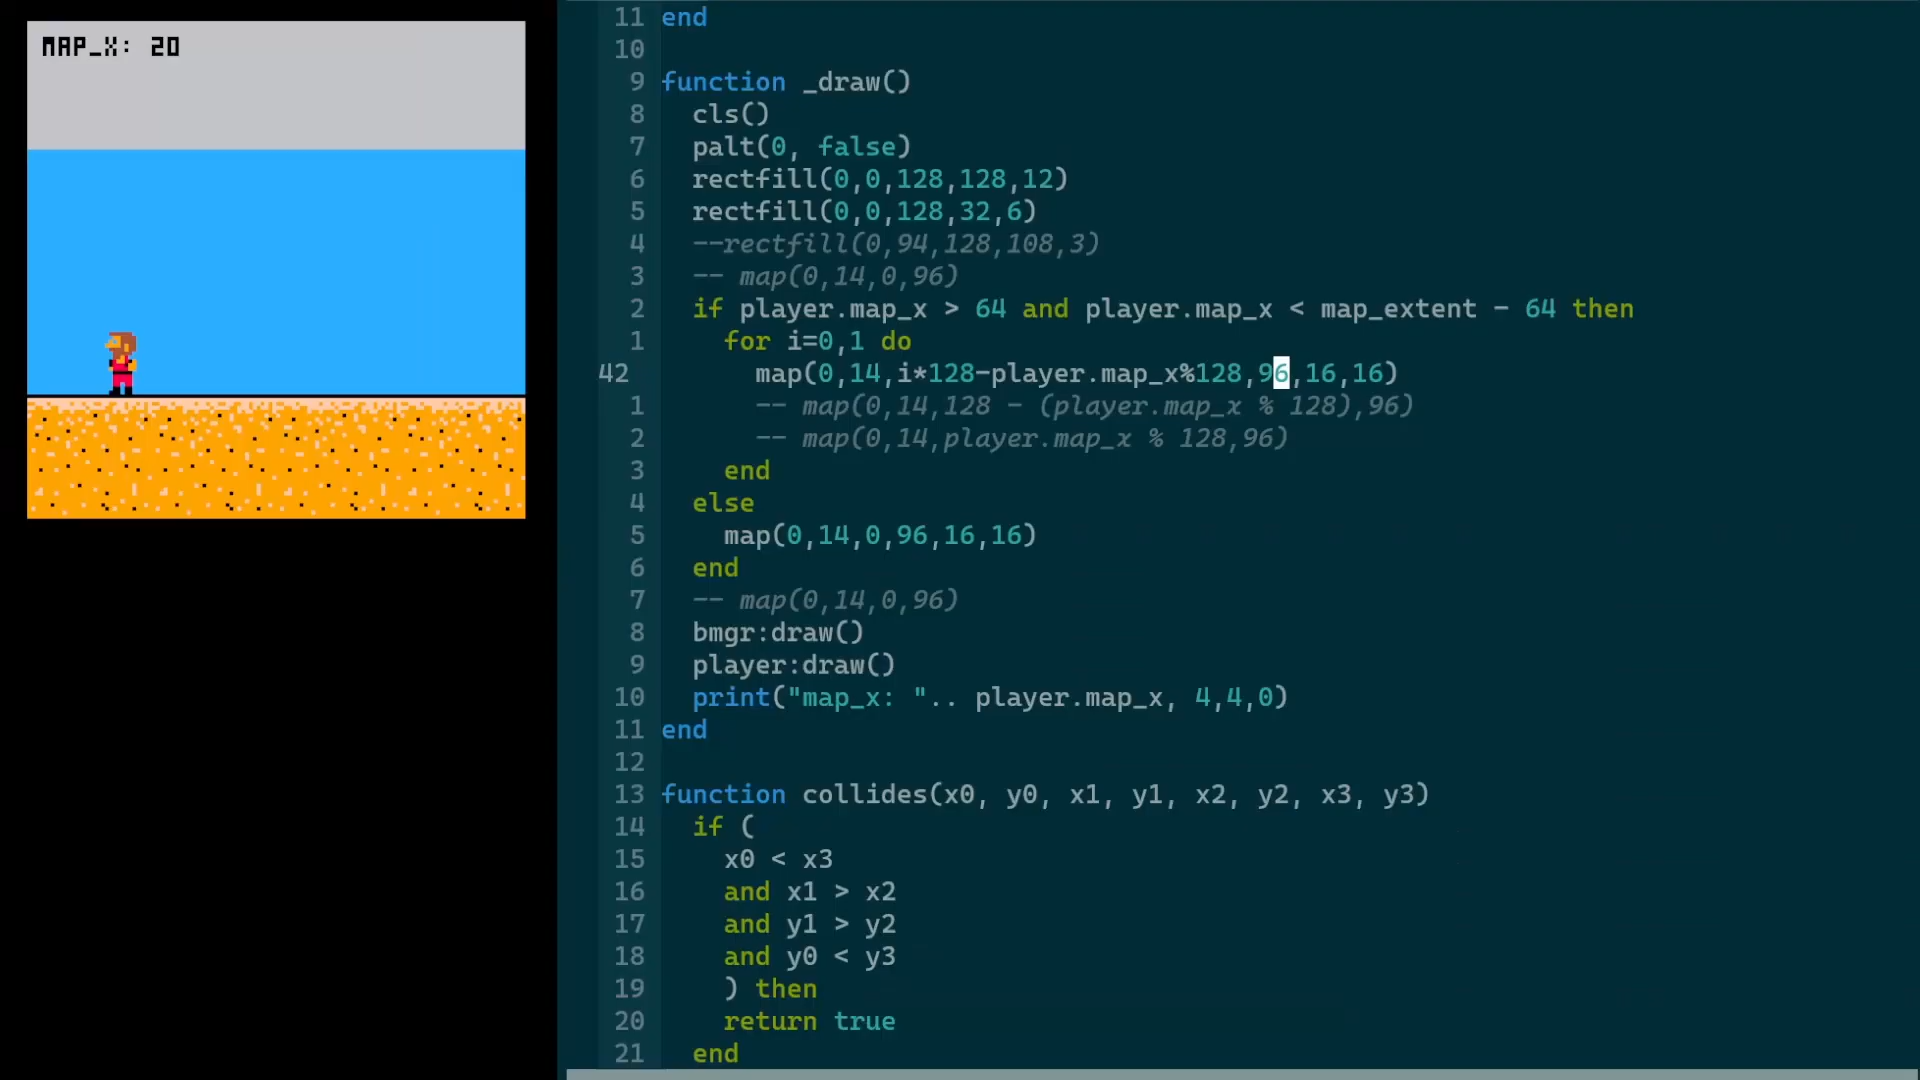 MAP_X: 20
11 end
10
9 function _draw()
8 cls()
7 palt(0, false)
6 rectfill(0,0,128,128,12)
5 rectfill(0,0,128,32,6)
4 --rectfill(0,94,128,108,3)
3 -- map(0,14,0,96)
2 if player.map_x > 64 and player.map_x < map_extent - 64 then
1 for i=0,1 do
42 map(0,14,i*128-player.map_x%128,96,16,16)
1 -- map(0,14,128 - (player.map_x % 128),96)
2 -- map(0,14,player.map_x % 128,96)
3 end
4 else
5 map(0,14,0,96,16,16)
6 end
7 -- map(0,14,0,96)
8 bmgr:draw()
9 player:draw()
10 print("map_x: ".. player.map_x, 4,4,0)
11 end
12
13 function collides(x0, y0, x1, y1, x2, y2, x3, y3)
14 if (
15 x0 < x3
16 and x1 > x2
17 and y1 > y2
18 and y0 < y3
19 ) then
20 return true
21 end